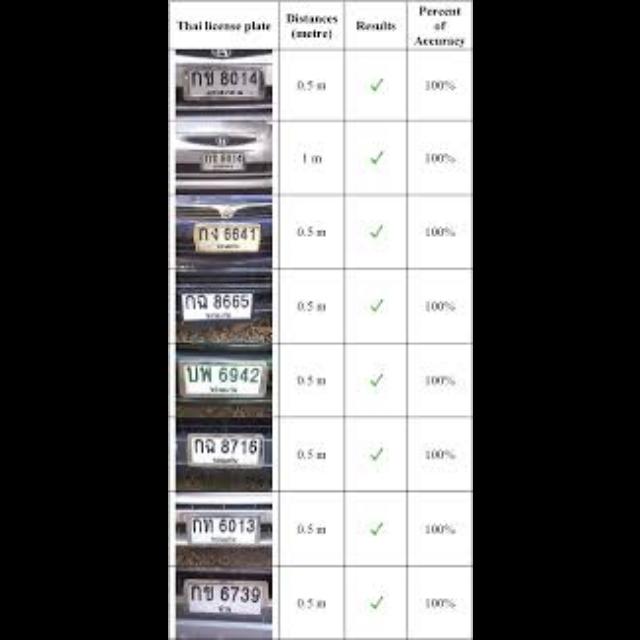 Thai license plate Distances (metre) Results Percent of Accuracy
กข 8014 0.5 m ✓ 100%
1 m ✓ 100%
กง 6641 0.5 m ✓ 100%
กฉ 8665 0.5 m ✓ 100%
บพ 6942 0.5 m ✓ 100%
กฉ 8716 0.5 m ✓ 100%
กท 6013 0.5 m ✓ 100%
กข 6739 0.5 m ✓ 100%